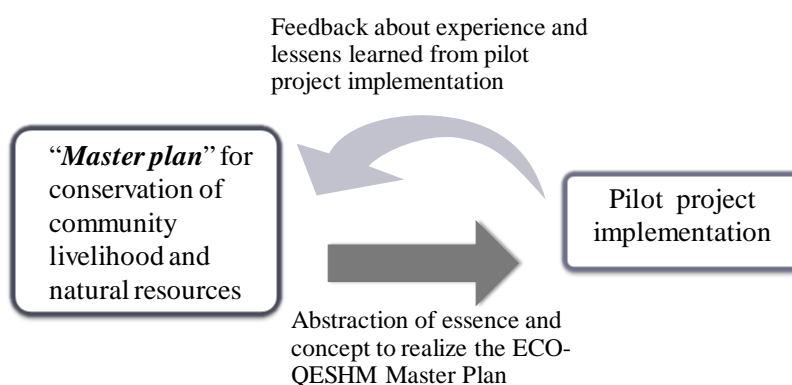 Feedback about experience and
lessens learned from pilot
project implementation
“Master plan” for
conservation of
community
livelihood and
natural resources
Pilot project
implementation
Abstraction of essence and
concept to realize the ECO-
QESHM Master Plan